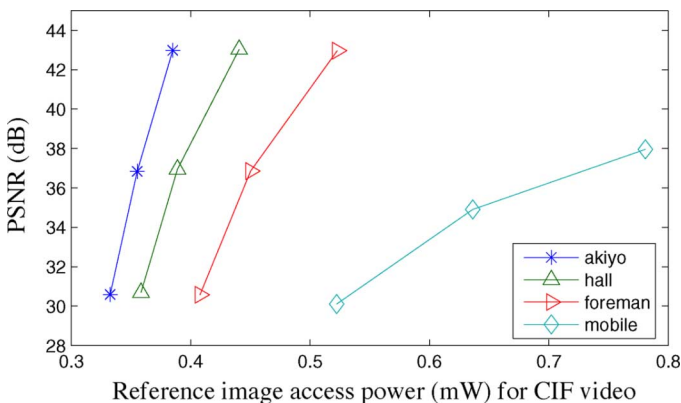 44
42
40
38
36
34
32
30
28
PSNR (dB)
akiyo
hall
foreman
mobile
0.3 0.4 0.5 0.6 0.7 0.8
Reference image access power (mW) for CIF video